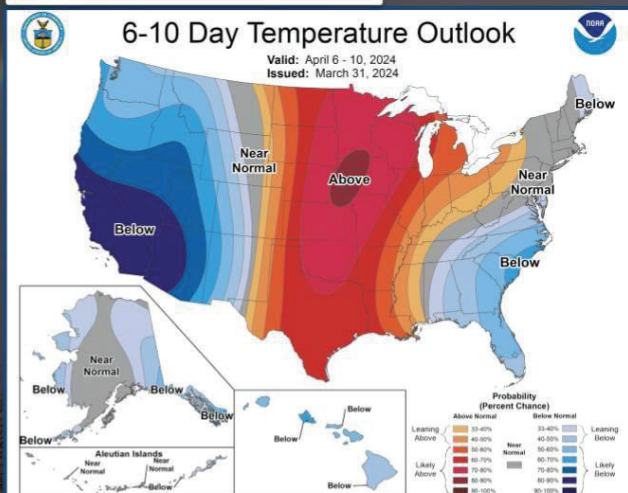 NOAA
6-10 Day Temperature Outlook
Valid: April 6 - 10, 2024
Issued: March 31, 2024
Below
Near
Normal
Above
Near
Normal
Below
Below
Near
Normal
Below
Below
Below
Below
Aleutian Islands
Near
Normal
Near
Normal
Below
Below
Below
Below
Probability
(Percent Chance)
Above Normal
Below Normal
Leaning
Above
33-40%
40-50%
50-60%
Likely
Above
60-70%
70-80%
80-90%
90-100%
Near
Normal
33-40%
40-50%
50-60%
Leaning
Below
60-70%
70-80%
80-90%
90-100%
Likely
Below